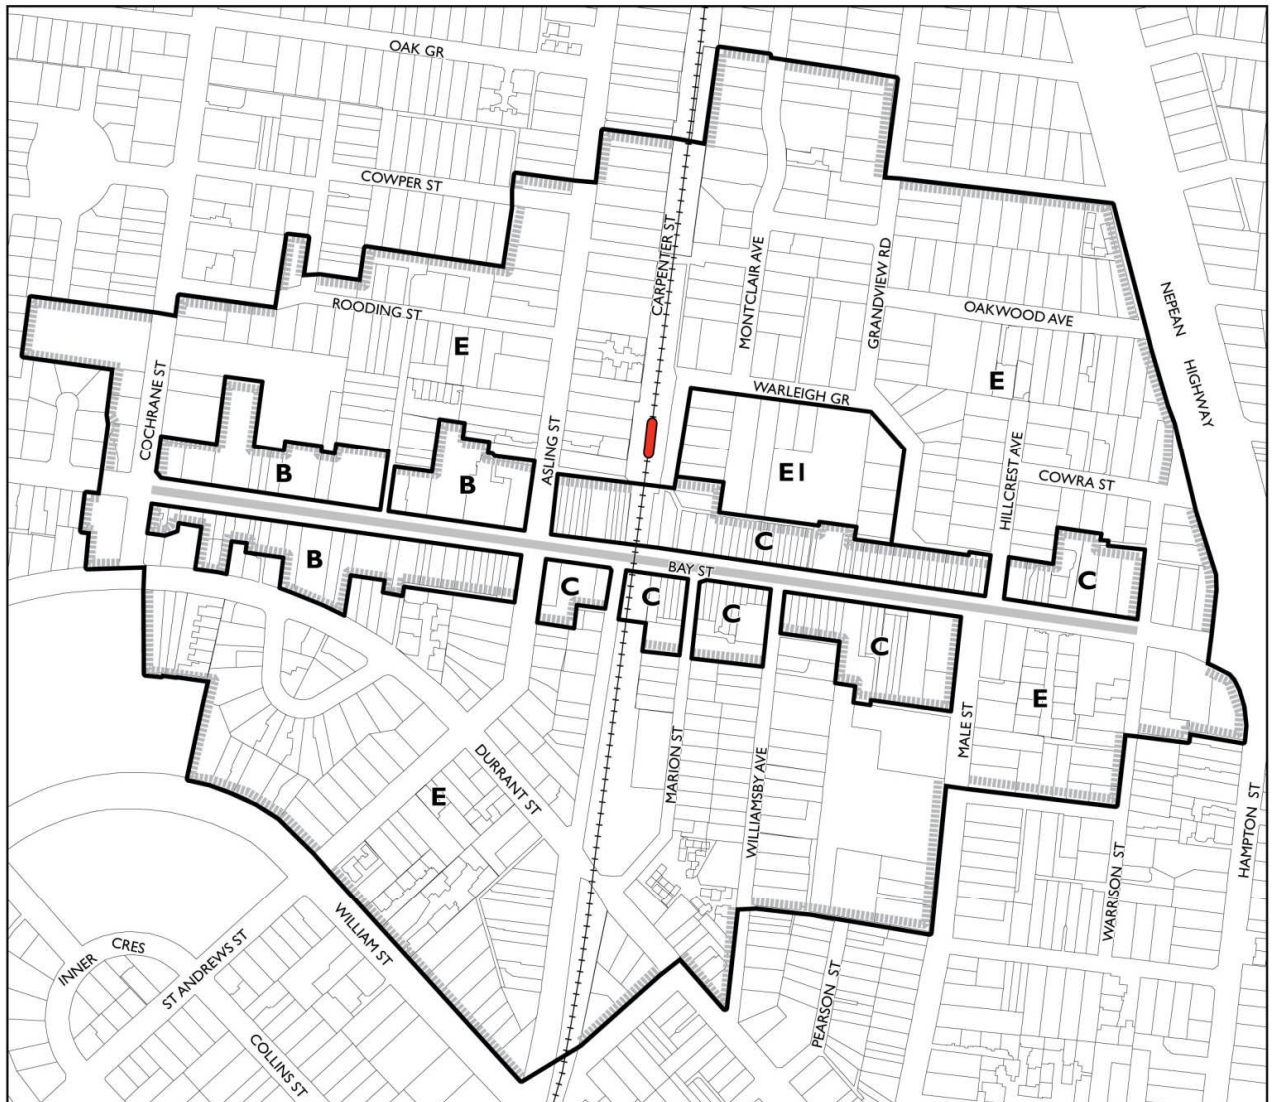 OAK GR
COWPER ST
CARPENTER ST
MONTCLAIR AVE
GRANDVIEW RD
NEPEAN HIGHWAY
ROODING ST
OAKWOOD AVE
E
E
COCHRANE ST
WARLEIGH GR
ASLING ST
HILLCREST AVE
B
B
E1
COWRA ST
C
B
BAY ST
C
C
C
C
C
E
MALE ST
MARION ST
WILLIAMSBY AVE
DURRANT ST
E
HAMPTON ST
WARRISON ST
WILLIAM ST
INNER CRES
ST ANDREWS ST
PEARSON ST
COLLINS ST